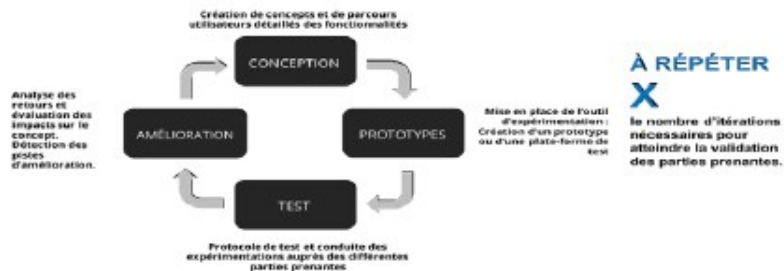 Création de concepts et de parcours
utilisateurs détaillés des fonctionnalités
CONCEPTION
Analyse des
retours et
évaluation des
impacts sur le
concept.
Détection des
pistes
d'amélioration.
AMÉLIORATION
PROTOTYPES
Mise en place de l'outil
d'expérimentation :
Création d'un prototype
ou d'une plate-forme de
test
TEST
Protocole de test et conduite des
expérimentations auprès des différentes
parties prenantes
À RÉPÉTER
X
le nombre d'itérations
nécessaires pour
atteindre la validation
des parties prenantes.